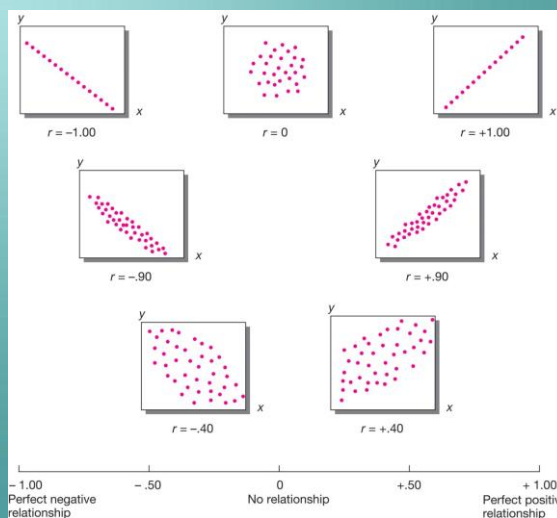 y
y
y
x
x
x
r = –1.00
r = 0
r = +1.00
y
y
x
x
r = –.90
r = +.90
y
y
x
x
r = –.40
r = +.40
– 1.00
– .50
0
+.50
+ 1.00
Perfect negative
relationship
No relationship
Perfect positive
relationship